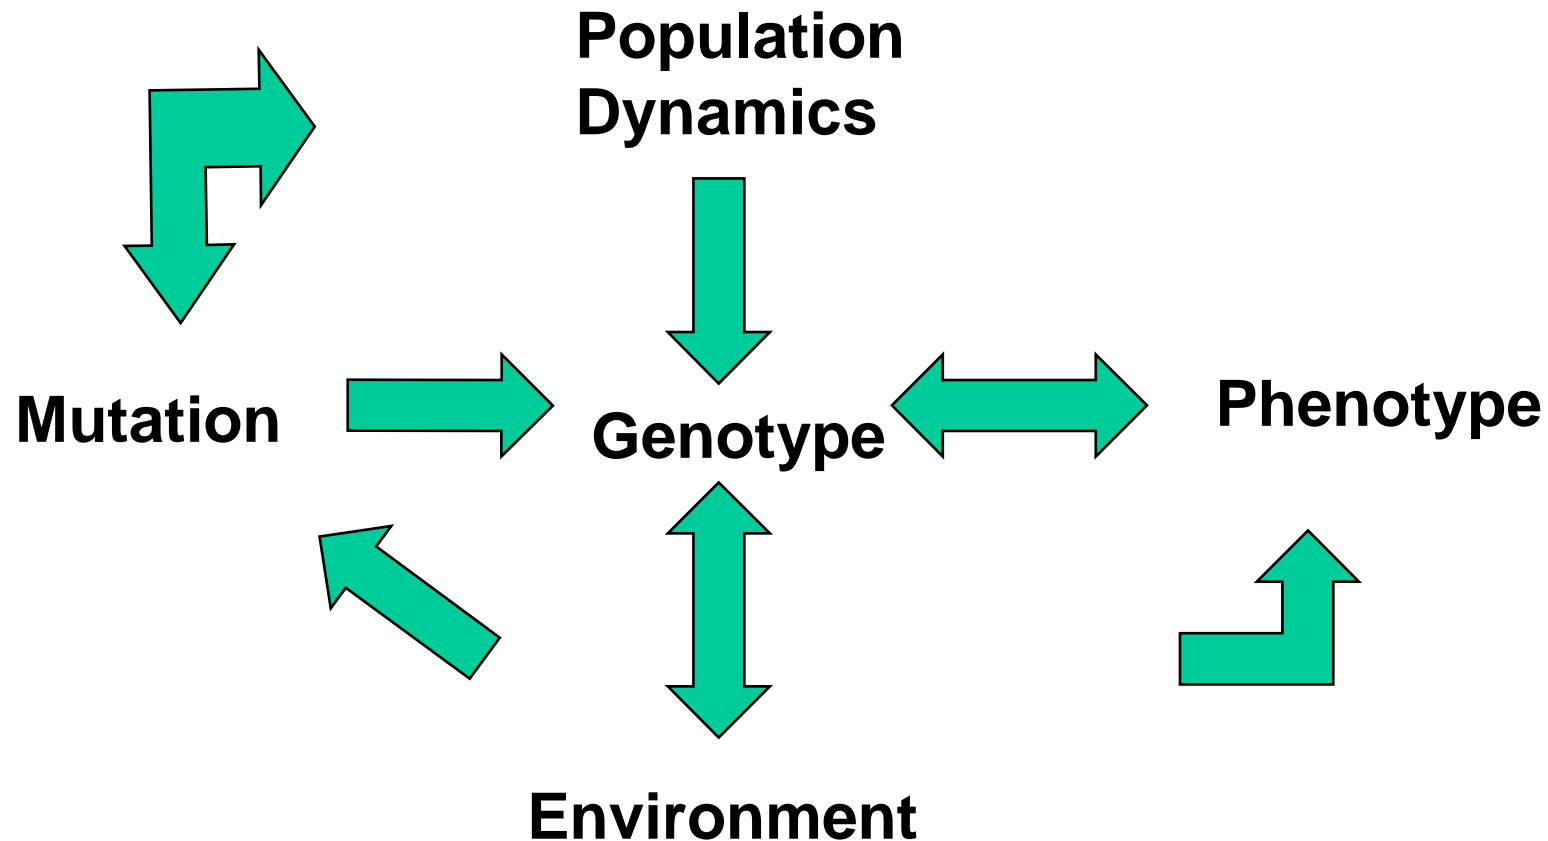 Population
Dynamics
Mutation
Genotype
Phenotype
Environment